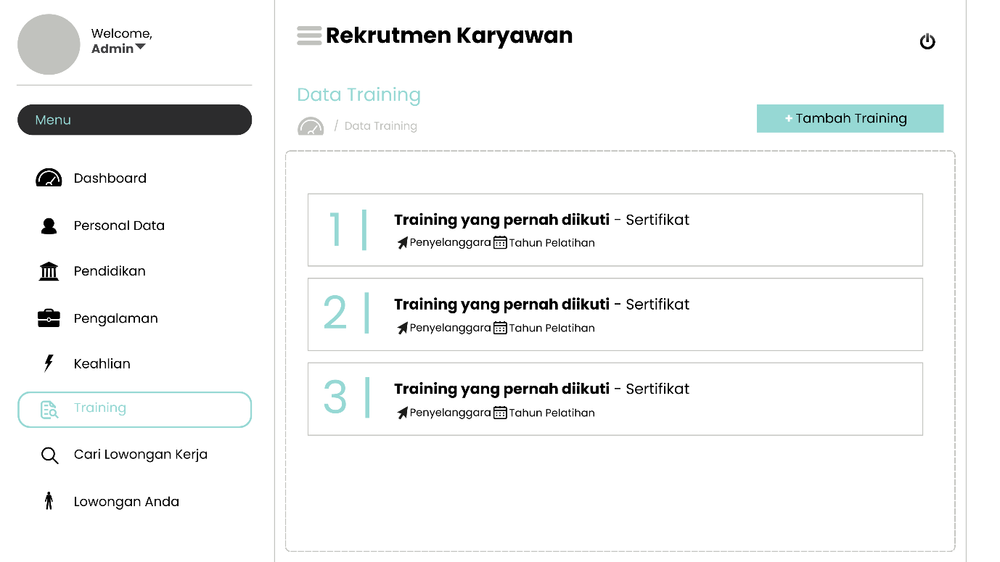 Welcome,
Admin
Menu
Dashboard
Personal Data
Pendidikan
Pengalaman
Keahlian
Training
Cari Lowongan Kerja
Lowongan Anda
Rekrutmen Karyawan
Data Training
/ Data Training
+ Tambah Training
1 | Training yang pernah diikuti - Sertifikat
Penyelanggara Tahun Pelatihan
2 | Training yang pernah diikuti - Sertifikat
Penyelanggara Tahun Pelatihan
3 | Training yang pernah diikuti - Sertifikat
Penyelanggara Tahun Pelatihan